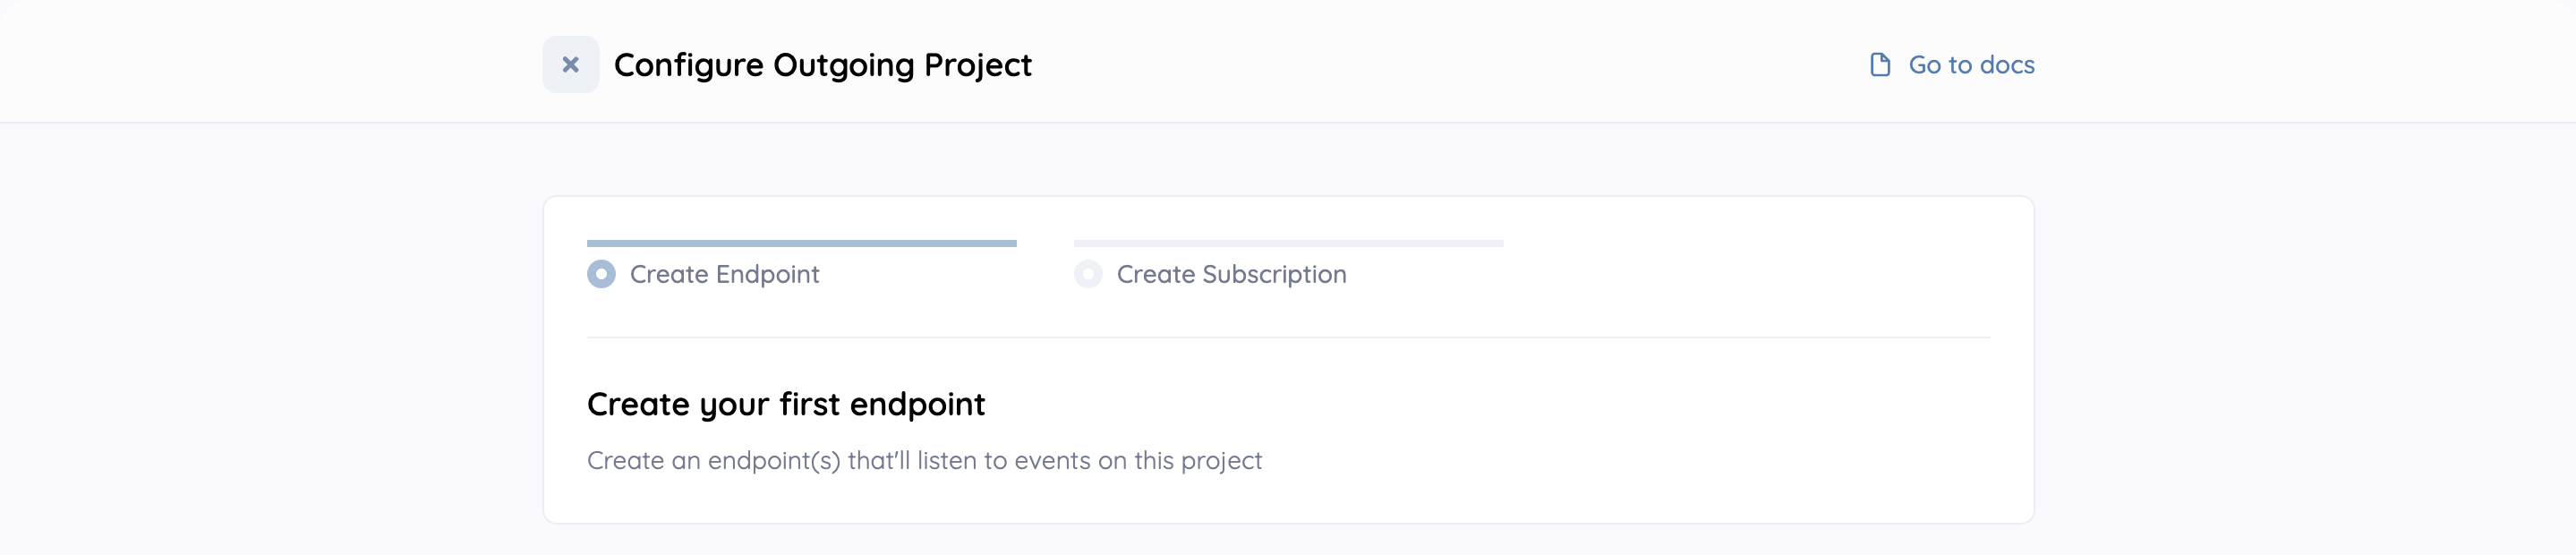 Configure Outgoing Project
Go to docs
Create Endpoint
Create Subscription
Create your first endpoint
Create an endpoint(s) that'll listen to events on this project